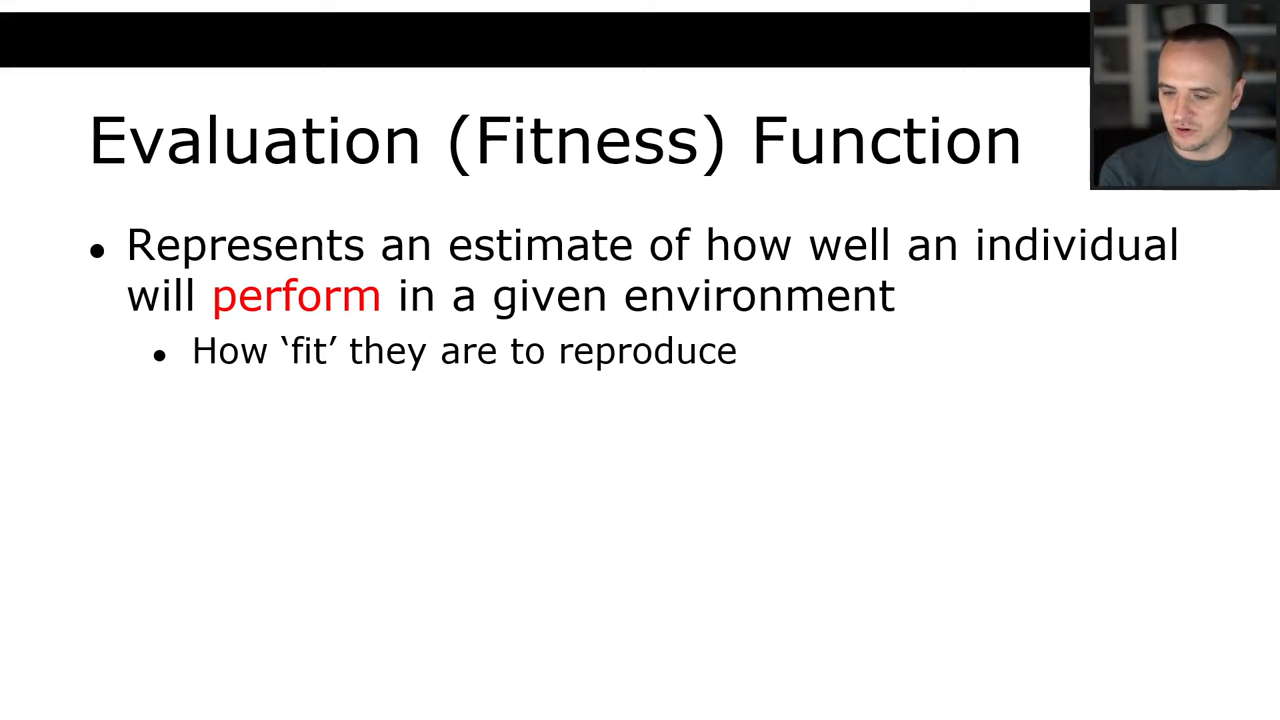 Evaluation (Fitness) Function
• Represents an estimate of how well an individual
will perform in a given environment
• How ‘fit’ they are to reproduce